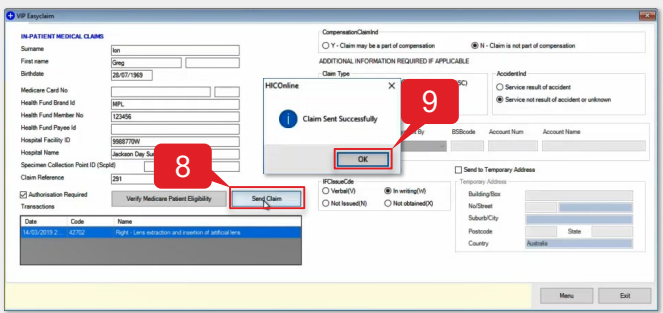 VIP Easyclaim
IN-PATIENT MEDICAL CLAIMS
Surname Ion
First name Greg
Birthdate 28/07/1969
Medicare Card No
Health Fund Brand Id MPL
Health Fund Member No 123456
Health Fund Payee Id
Hospital Facility ID 9988770W
Hospital Name Jackson Day Su
Specimen Collection Point ID (ScpId)
Claim Reference 291
Authorisation Required
Verify Medicare Patient Eligibility
Send Claim
Transactions
Date Code Name
14/03/2019 2... 42702 Right - Lens extraction and insertion of artificial lens
8
CompensationClaimInd
Y - Claim may be a part of compensation
N - Claim is not part of compensation
ADDITIONAL INFORMATION REQUIRED IF APPLICABLE
Claim Type
SC)
AccidentInd
Service result of accident
Service not result of accident or unknown
HICOnline
Claim Sent Successfully
OK
9
By
BSBcode Account Num Account Name
IFCIssueCde
Verbal(V)
In writing(W)
Not Issued(N)
Not obtained(X)
Send to Temporary Address
Temporary Address
Building/Box
No/Street
Suburb/City
Postcode State
Country Australia
Menu
Exit